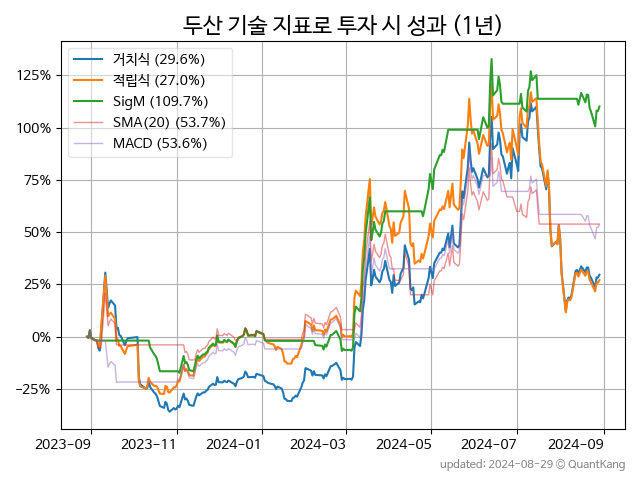 두산 기술 지표로 투자 시 성과 (1년)
거치식 (29.6%)
적립식 (27.0%)
SigM (109.7%)
SMA(20) (53.7%)
MACD (53.6%)
125%
100%
75%
50%
25%
0%
−25%
2023-09 2023-11 2024-01 2024-03 2024-05 2024-07 2024-09
updated: 2024-08-29 © QuantKang